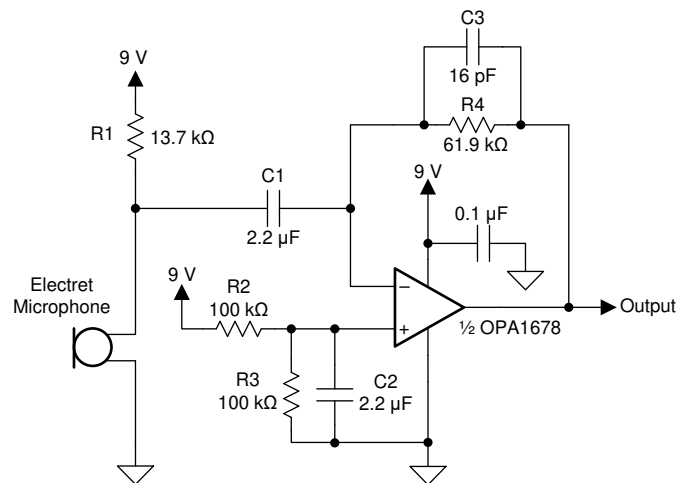 C3
16 pF
R4
61.9 kΩ
9 V
R1
13.7 kΩ
C1
2.2 µF
9 V
0.1 µF
Electret
Microphone
9 V
R2
100 kΩ
−
+
½ OPA1678
Output
R3
100 kΩ
C2
2.2 µF